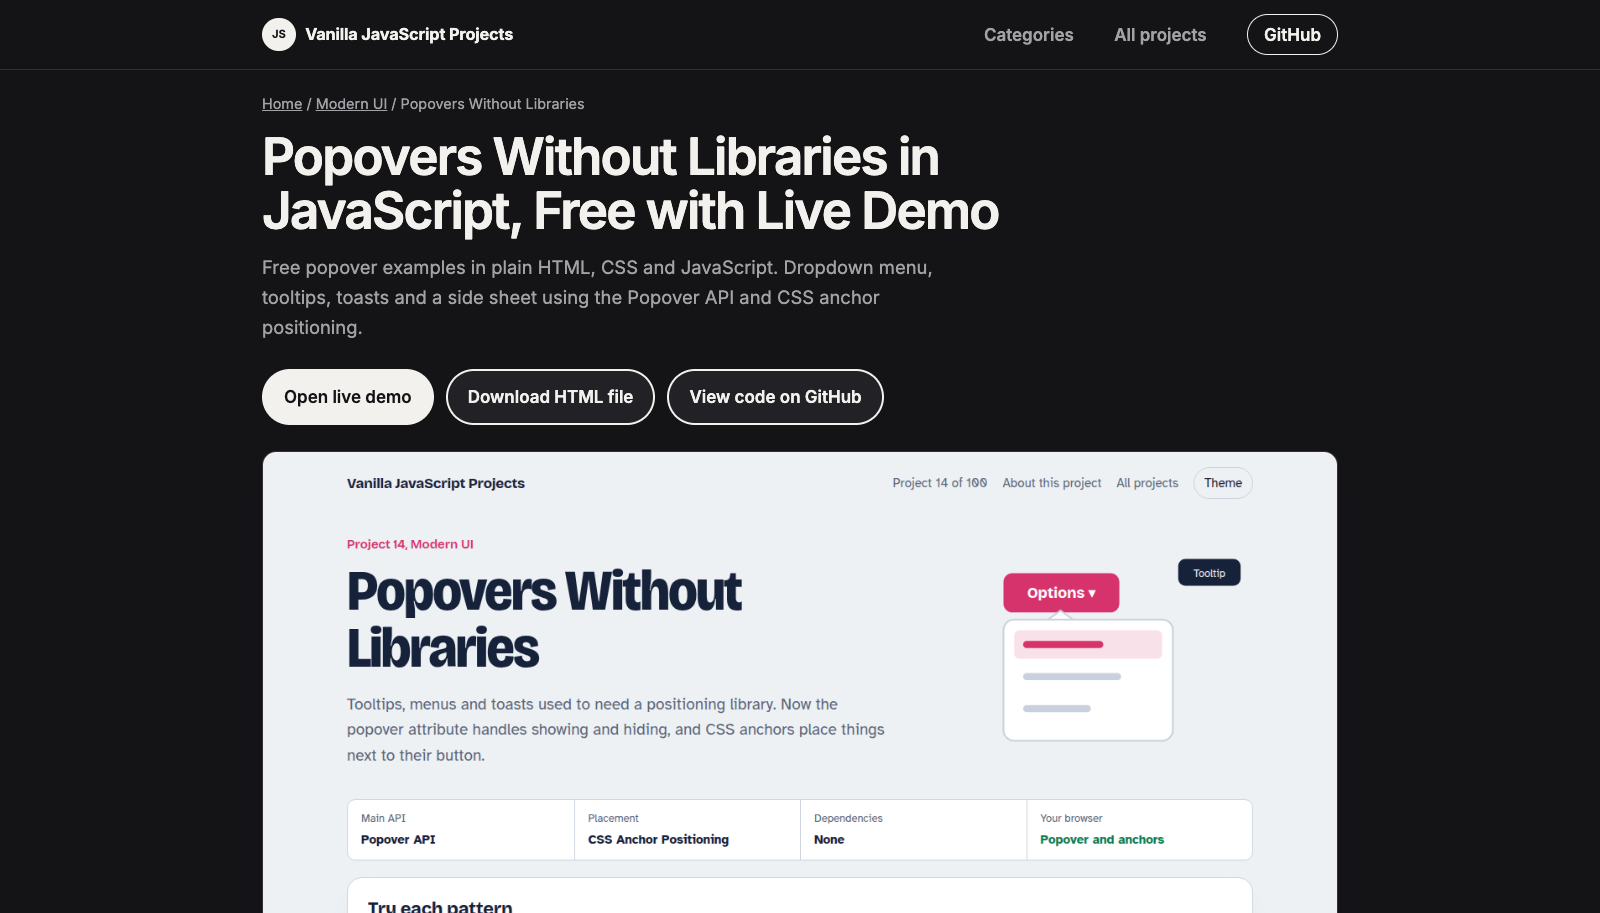 JS
Vanilla JavaScript Projects
Categories
All projects
GitHub
Home / Modern UI / Popovers Without Libraries
Popovers Without Libraries in
JavaScript, Free with Live Demo
Free popover examples in plain HTML, CSS and JavaScript. Dropdown menu,
tooltips, toasts and a side sheet using the Popover API and CSS anchor
positioning.
Open live demo
Download HTML file
View code on GitHub
Vanilla JavaScript Projects
Project 14 of 100
About this project
All projects
Theme
Project 14, Modern UI
Popovers Without
Libraries
Tooltips, menus and toasts used to need a positioning library. Now the
popover attribute handles showing and hiding, and CSS anchors place things
next to their button.
Options ▾
Tooltip
Main API
Popover API
Placement
CSS Anchor Positioning
Dependencies
None
Your browser
Popover and anchors
Try each pattern